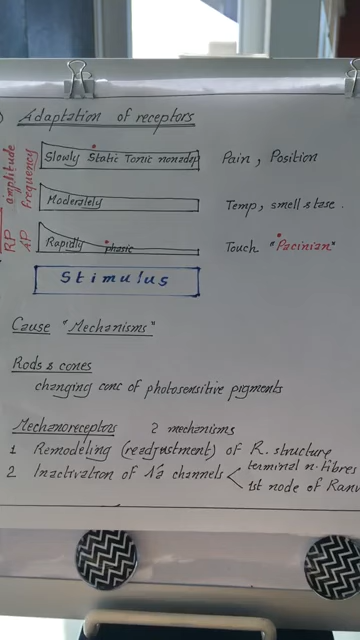 Adaptation of receptors
RP amplitude
AP frequency
Slowly Static Tonic nonadap
Pain, Position
Moderately
Temp, smell &
Rapidly phasic
Touch "Pacinian"
Stimulus
Cause "Mechanisms"
Rods & cones
changing conc of photosensitive pigments
Mechanoreceptors 2 mechanisms
1 Remodeling (readjustment) of R. structure
2 Inactivation of Na channels
terminal n. fibres
1st node of Ranv